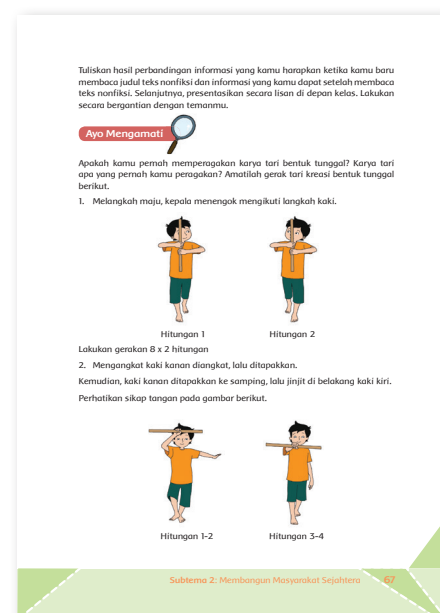 Tuliskan hasil perbandingan informasi yang kamu harapkan ketika kamu baru
membaca judul teks nonfiksi dan informasi yang kamu dapat setelah membaca
teks nonfiksi. Selanjutnya, presentasikan secara lisan di depan kelas. Lakukan
secara bergantian dengan temanmu.
Ayo Mengamati
Apakah kamu pernah memperagakan karya tari bentuk tunggal? Karya tari
apa yang pernah kamu peragakan? Amatilah gerak tari kreasi bentuk tunggal
berikut.
1. Melangkah maju, kepala menengok mengikuti langkah kaki.
Hitungan 1
Hitungan 2
Lakukan gerakan 8 x 2 hitungan
2. Mengangkat kaki kanan diangkat, lalu ditapakkan.
Kemudian, kaki kanan ditapakkan ke samping, lalu jinjit di belakang kaki kiri.
Perhatikan sikap tangan pada gambar berikut.
Hitungan 1-2
Hitungan 3-4
Subtema 2: Membangun Masyarakat Sejahtera
67